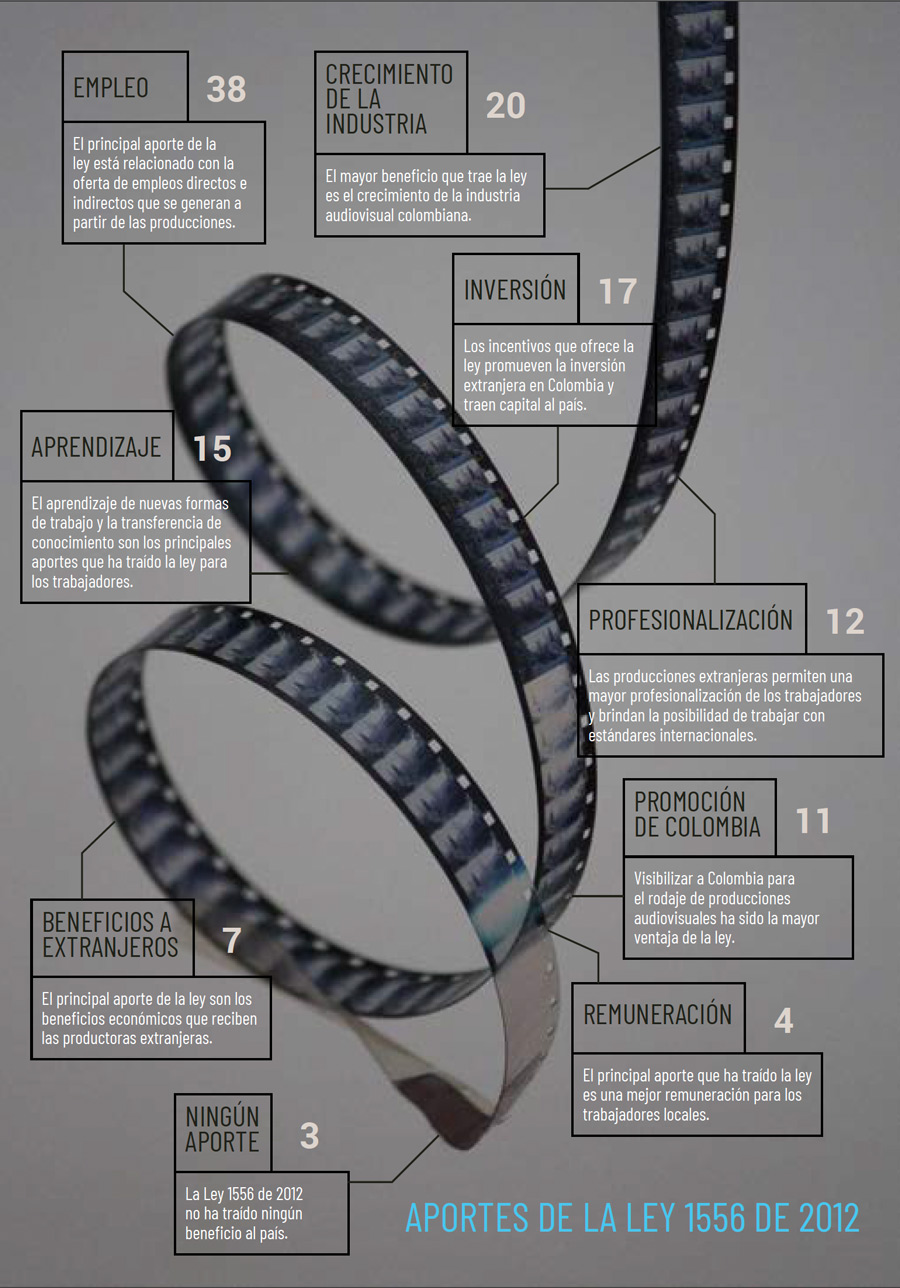 EMPLEO
38
El principal aporte de la
ley está relacionado con la
oferta de empleos directos e
indirectos que se generan a
partir de las producciones.
CRECIMIENTO
DE LA
INDUSTRIA
20
El mayor beneficio que trae la ley
es el crecimiento de la industria
audiovisual colombiana.
INVERSIÓN
17
Los incentivos que ofrece la
ley promueven la inversión
extranjera en Colombia y
traen capital al país.
APRENDIZAJE
15
El aprendizaje de nuevas formas
de trabajo y la transferencia de
conocimiento son los principales
aportes que ha traído la ley para
los trabajadores.
PROFESIONALIZACIÓN
12
Las producciones extranjeras permiten una
mayor profesionalización de los trabajadores
y brindan la posibilidad de trabajar con
estándares internacionales.
PROMOCIÓN
DE COLOMBIA
11
Visibilizar a Colombia para
el rodaje de producciones
audiovisuales ha sido la mayor
ventaja de la ley.
BENEFICIOS A
EXTRANJEROS
7
El principal aporte de la ley son los
beneficios económicos que reciben
las productoras extranjeras.
REMUNERACIÓN
4
El principal aporte que ha traído la ley
es una mejor remuneración para los
trabajadores locales.
NINGÚN
APORTE
3
La Ley 1556 de 2012
no ha traído ningún
beneficio al país.
APORTES DE LA LEY 1556 DE 2012